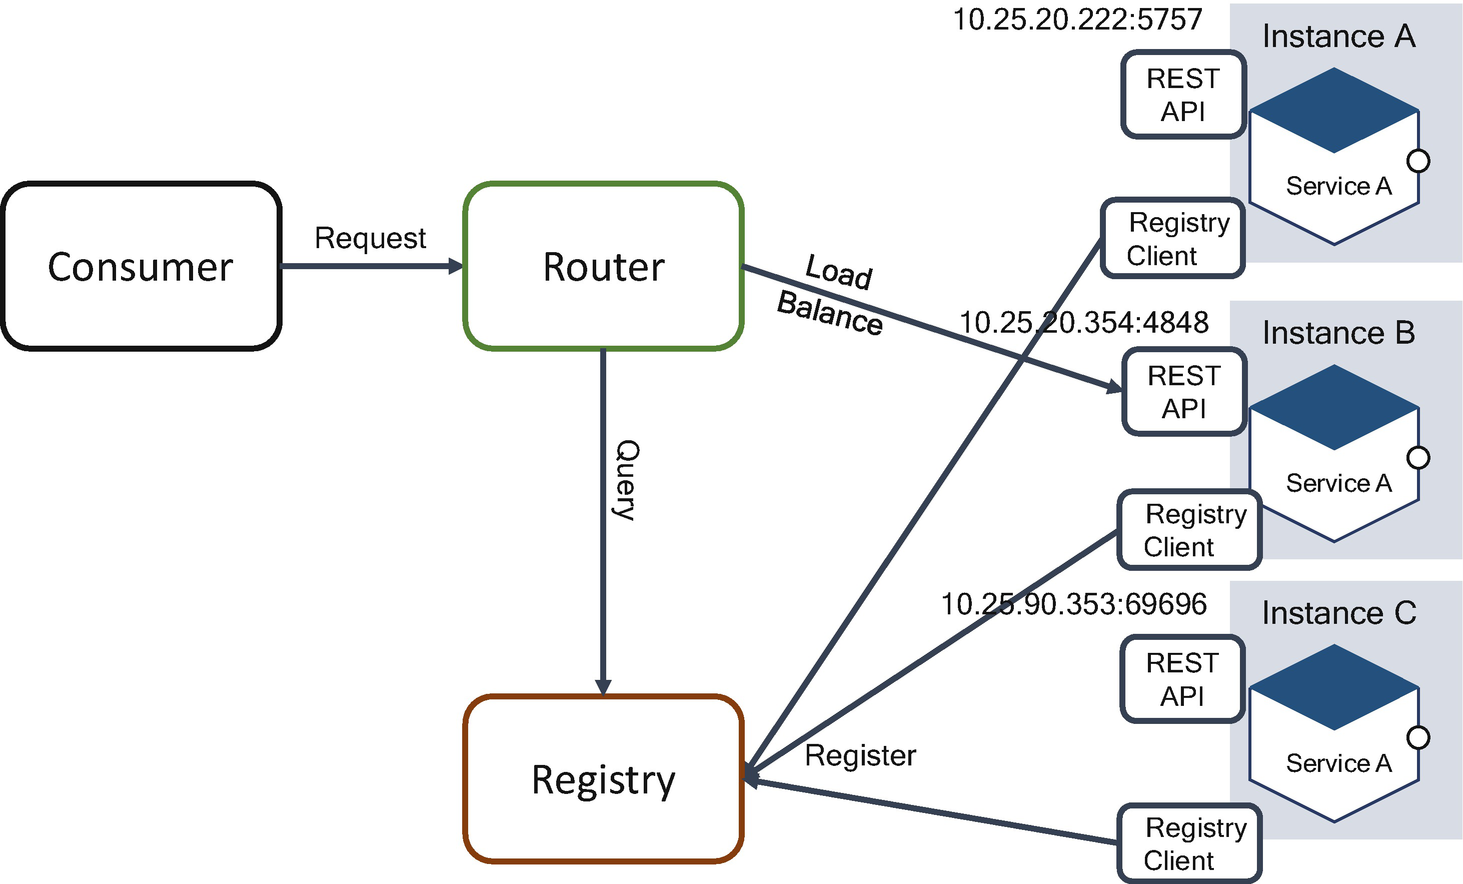 10.25.20.222:5757
Instance A
REST
API
Service A
Registry
Client
Consumer
Request
Router
Load
Balance
10.25.20.354:4848
Instance B
REST
API
Service A
Registry
Client
Query
10.25.90.353:69696
Instance C
REST
API
Service A
Registry
Client
Registry
Register